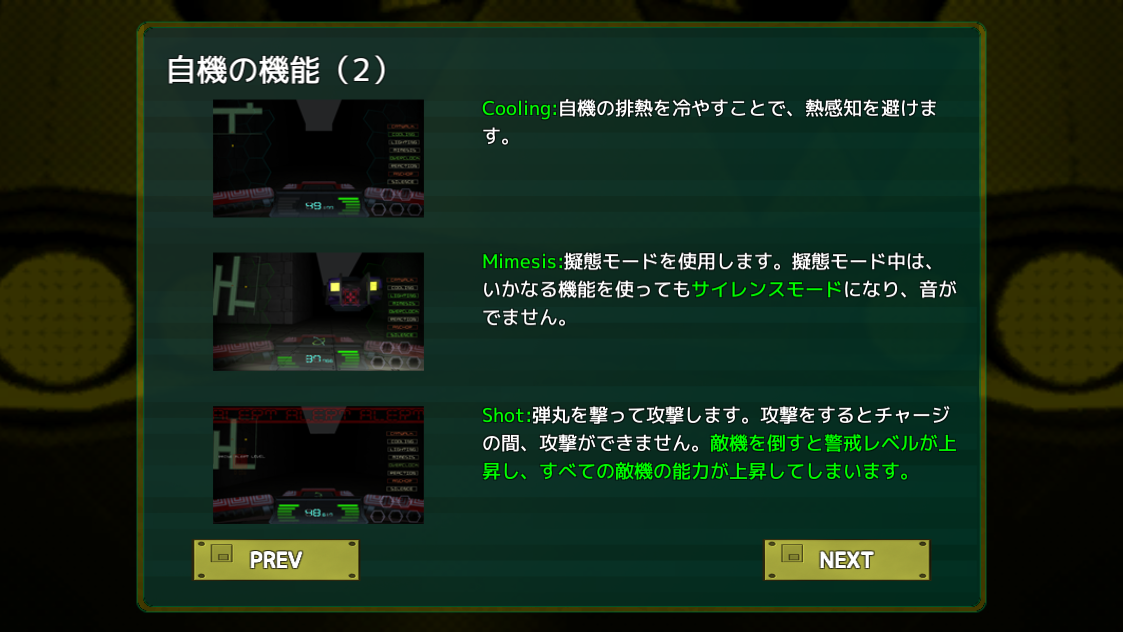 自機の機能（2）
Cooling:自機の排熱を冷やすことで、熱感知を避けま
す。
Mimesis:擬態モードを使用します。擬態モード中は、
いかなる機能を使ってもサイレンスモードになり、音が
でません。
Shot:弾丸を撃って攻撃します。攻撃をするとチャージ
の間、攻撃ができません。敵機を倒すと警戒レベルが上
昇し、すべての敵機の能力が上昇してしまいます。
PREV
NEXT